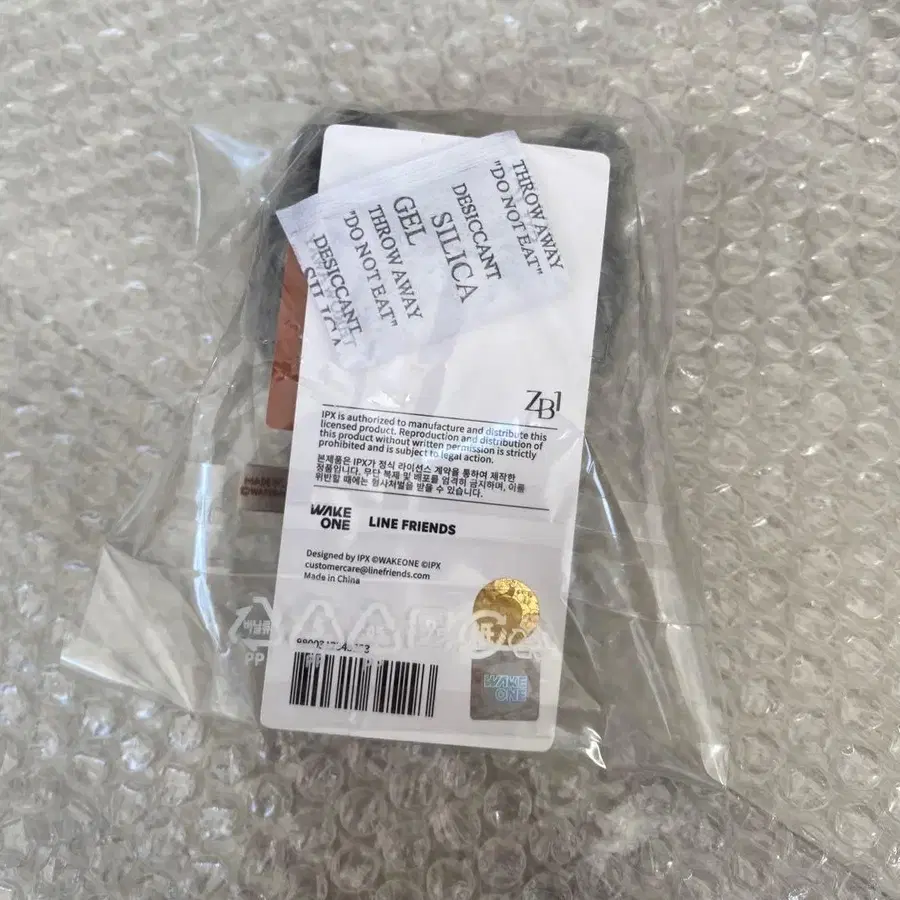 THROW AWAY
"DO NOT EAT"
DESICCANT
SILICA
GEL
THROW AWAY
"DO NOT EAT"
DESICCANT
ZB1
IPX is authorized to manufacture and distribute this
licensed product. Reproduction and distribution of
this product without written permission is strictly
prohibited and is subject to legal action.
본제품은 IPX가 정식 라이선스 계약을 통하여 제작한
정품입니다. 무단 복제 및 배포를 엄격히 금지하며, 이를
위반할 때에는 형사처벌을 받을 수 있습니다.
WAKE
ONE
LINE FRIENDS
Designed by IPX ©WAKEONE ©IPX
customercare@linefriends.com
Made in China
비닐류
PP
PP
PP
WAKE
ONE